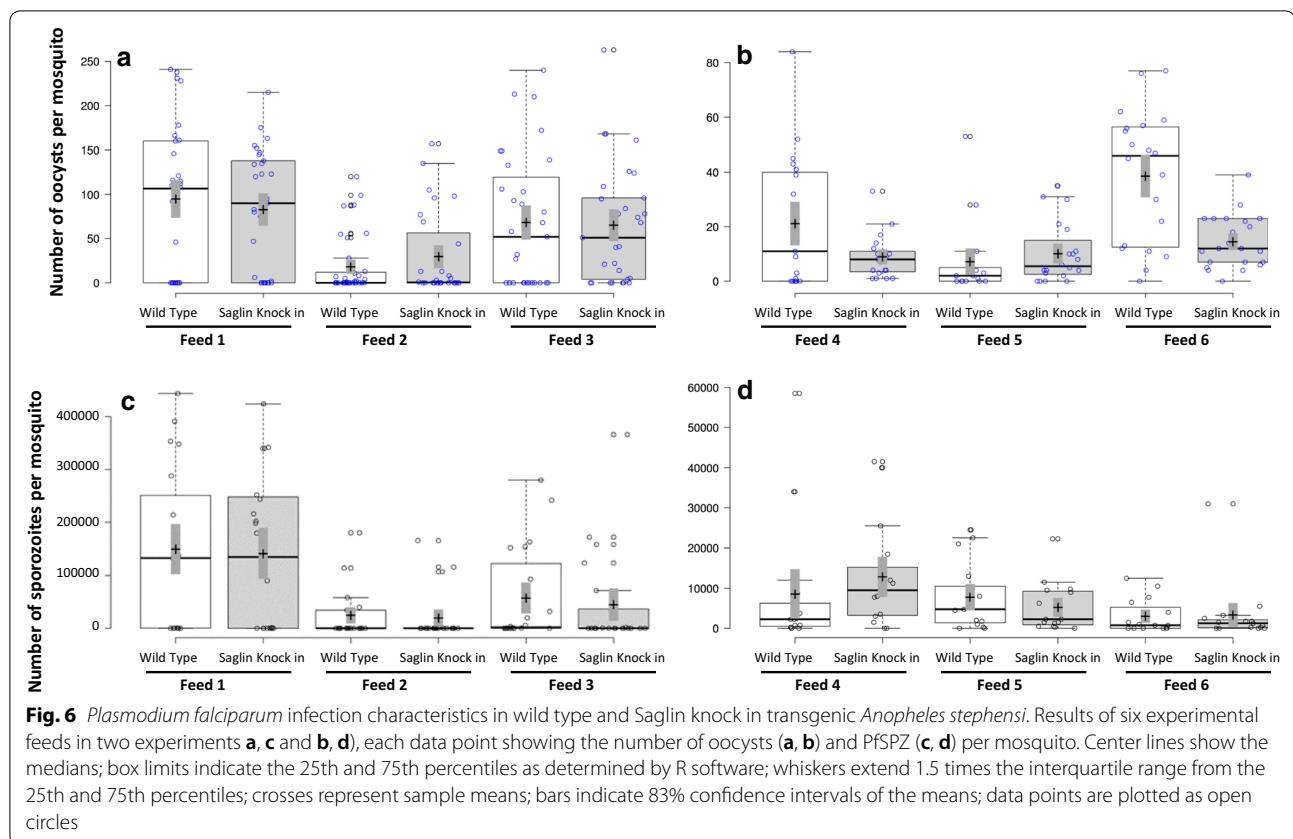 a
b
Number of oocysts per mosquito
250
200
150
100
50
0
80
60
40
20
0
Wild Type Saglin Knock in Wild Type Saglin Knock in Wild Type Saglin Knock in
Feed 1 Feed 2 Feed 3
Wild Type Saglin Knock in Wild Type Saglin Knock in Wild Type Saglin Knock in
Feed 4 Feed 5 Feed 6
c
d
Number of sporozoites per mosquito
400000
300000
200000
100000
0
60000
50000
40000
30000
20000
10000
0
Wild Type Saglin Knock in Wild Type Saglin Knock in Wild Type Saglin Knock in
Feed 1 Feed 2 Feed 3
Wild Type Saglin Knock in Wild Type Saglin Knock in Wild Type Saglin Knock in
Feed 4 Feed 5 Feed 6
Fig. 6 Plasmodium falciparum infection characteristics in wild type and Saglin knock in transgenic Anopheles stephensi. Results of six experimental
feeds in two experiments a, c and b, d), each data point showing the number of oocysts (a, b) and PfSPZ (c, d) per mosquito. Center lines show the
medians; box limits indicate the 25th and 75th percentiles as determined by R software; whiskers extend 1.5 times the interquartile range from the
25th and 75th percentiles; crosses represent sample means; bars indicate 83% confidence intervals of the means; data points are plotted as open
circles